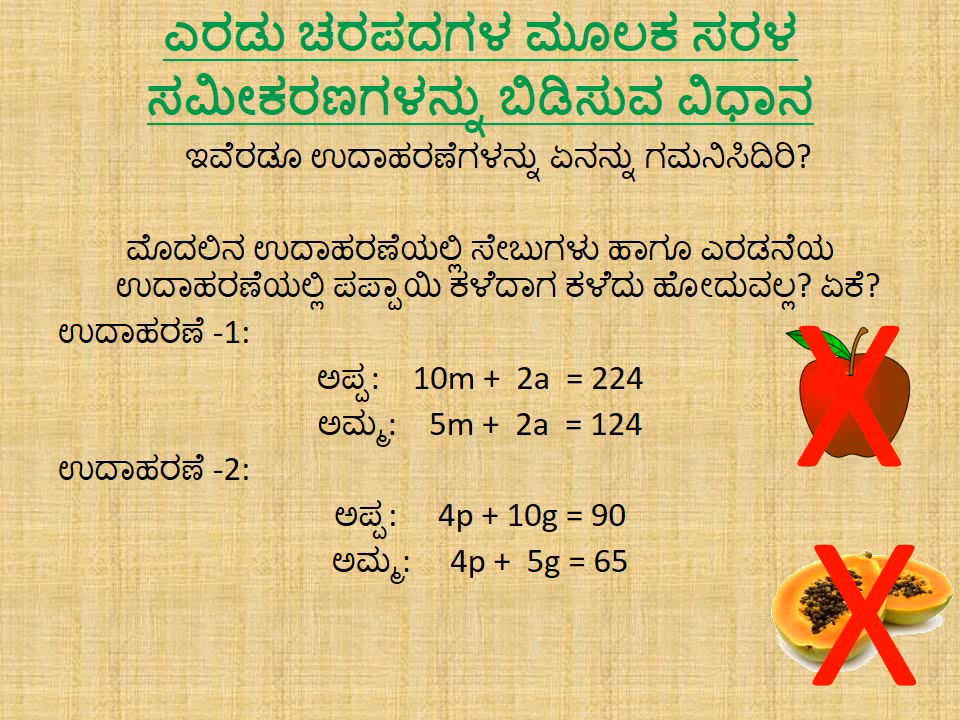 ಎರಡು ಚರಪದಗಳ ಮೂಲಕ ಸರಳ
ಸಮೀಕರಣಗಳನ್ನು ಬಿಡಿಸುವ ವಿಧಾನ
ಇವೆರಡೂ ಉದಾಹರಣೆಗಳನ್ನು ಏನನ್ನು ಗಮನಿಸಿದಿರಿ?
ಮೊದಲಿನ ಉದಾಹರಣೆಯಲ್ಲಿ ಸೇಬುಗಳು ಹಾಗೂ ಎರಡನೆಯ
ಉದಾಹರಣೆಯಲ್ಲಿ ಪಪ್ಪಾಯಿ ಕಳೆದಾಗ ಕಳೆದು ಹೋದುವಲ್ಲ? ಏಕೆ?
ಉದಾಹರಣೆ -1:
ಅಪ್ಪ: 10m + 2a = 224
ಅಮ್ಮ: 5m + 2a = 124
ಉದಾಹರಣೆ -2:
ಅಪ್ಪ: 4p + 10g = 90
ಅಮ್ಮ: 4p + 5g = 65
X
X